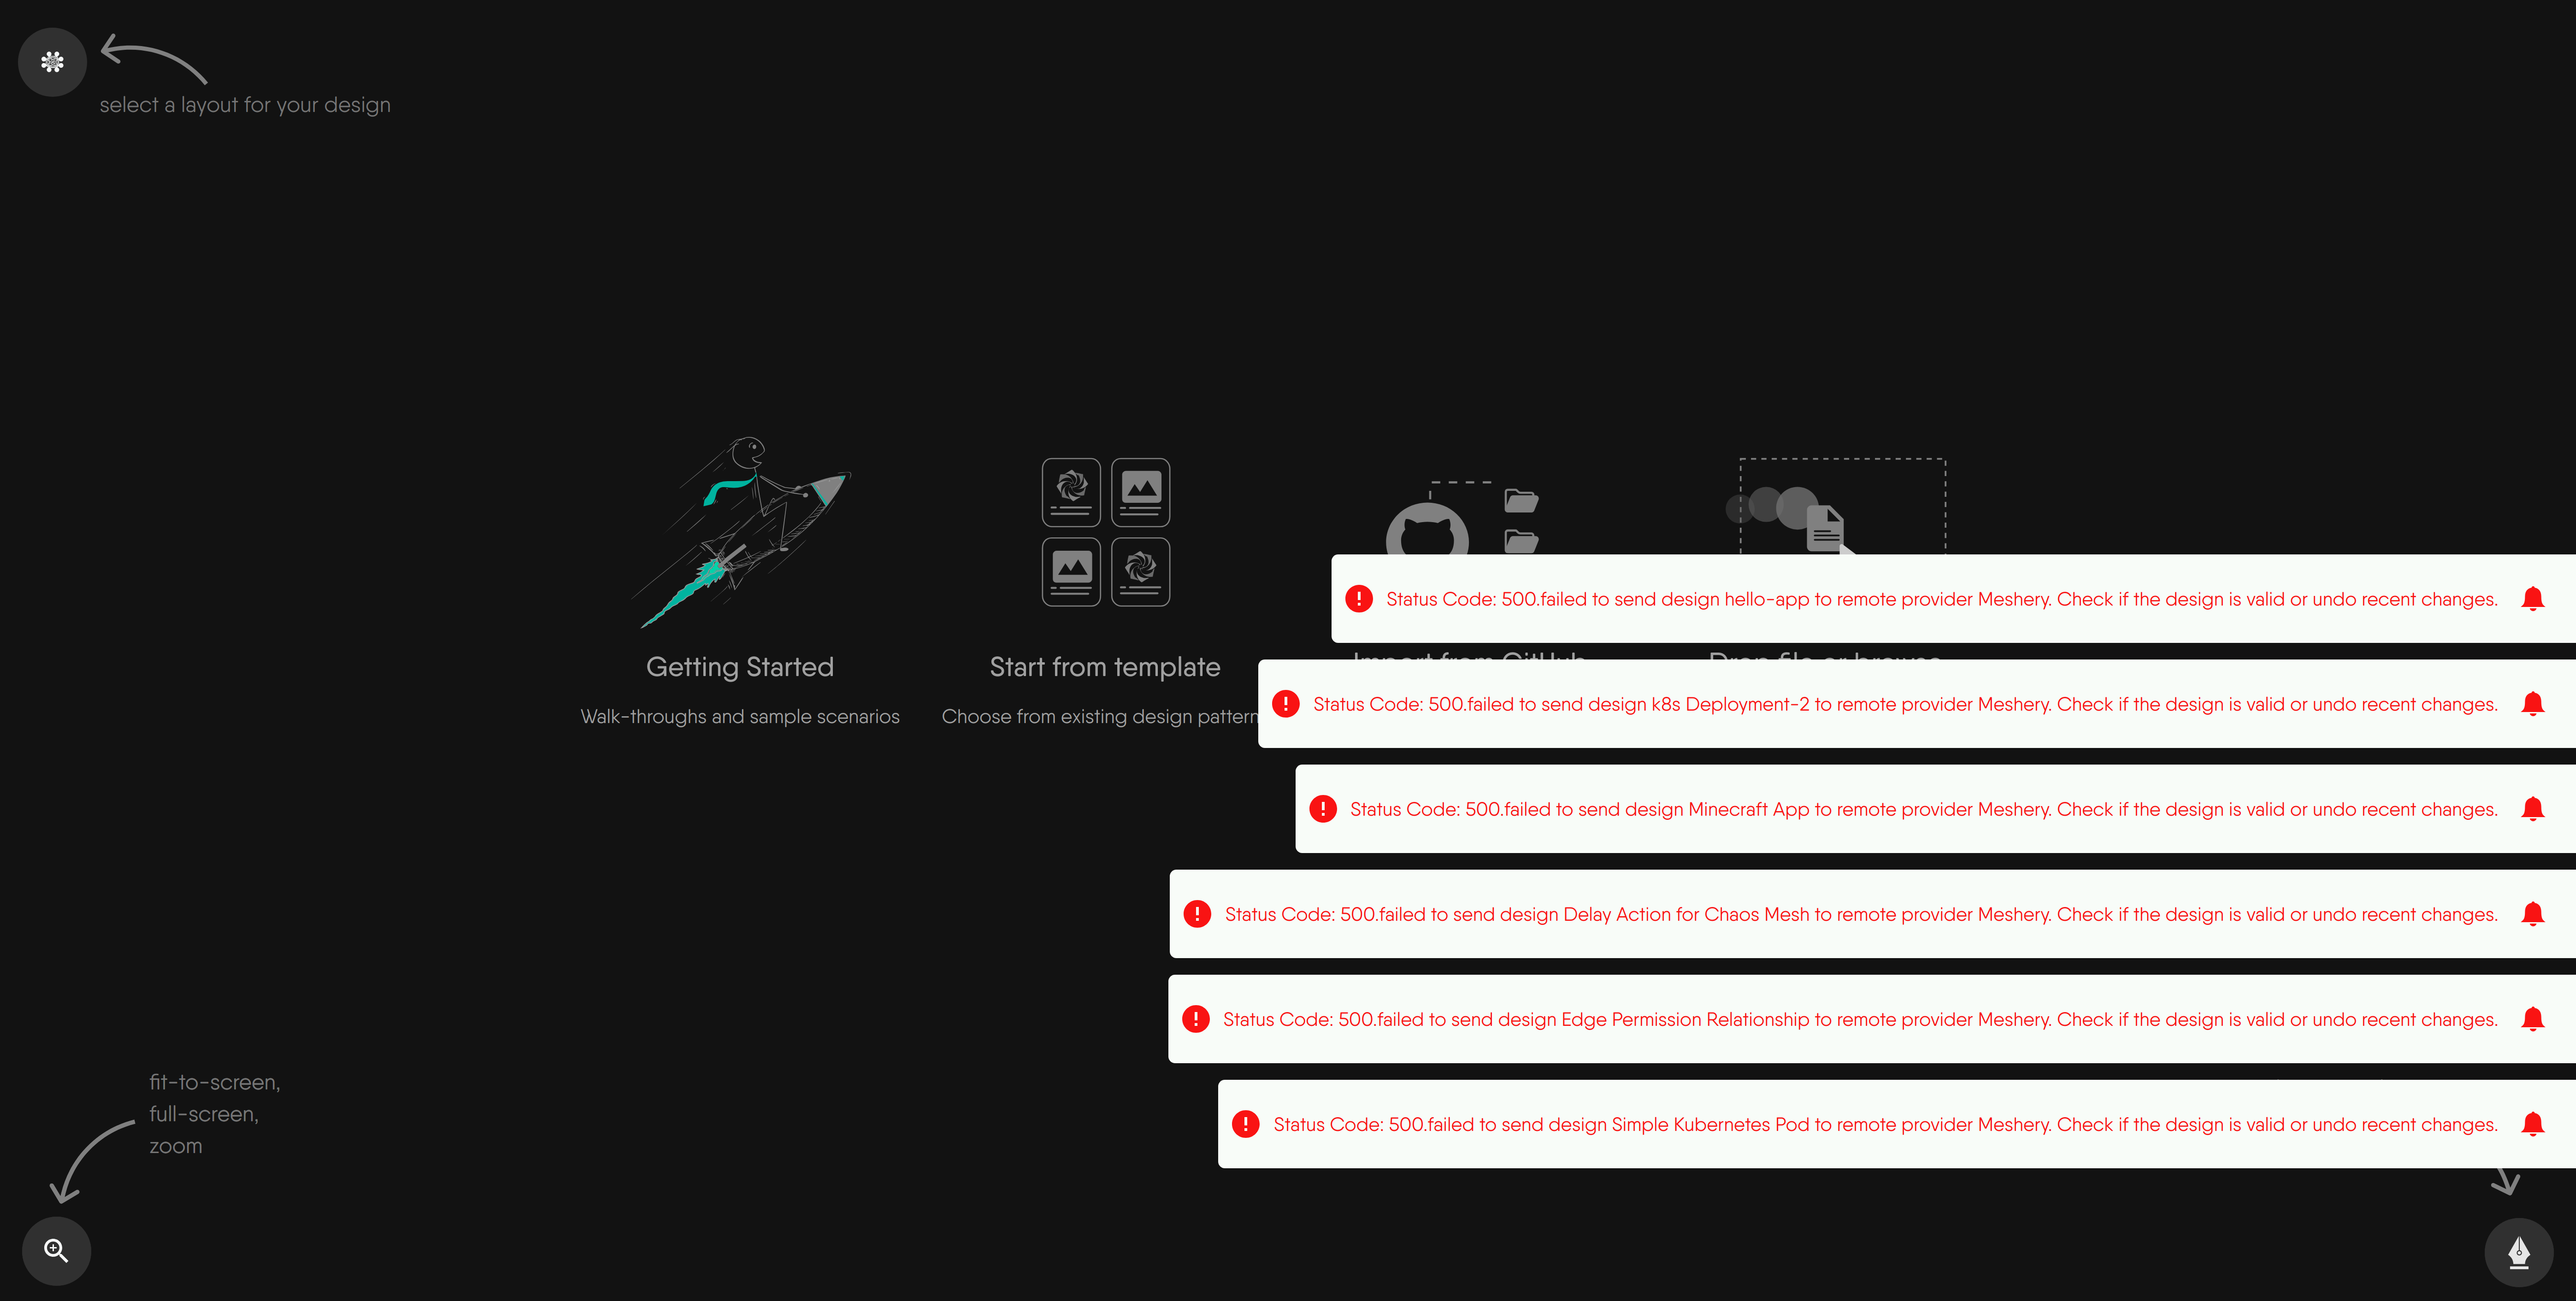 select a layout for your design
Getting Started
Walk-throughs and sample scenarios
Start from template
Choose from existing design pattern
Import from GitHub
Drop file or browse
Status Code: 500.failed to send design hello-app to remote provider Meshery. Check if the design is valid or undo recent changes.
Status Code: 500.failed to send design k8s Deployment-2 to remote provider Meshery. Check if the design is valid or undo recent changes.
Status Code: 500.failed to send design Minecraft App to remote provider Meshery. Check if the design is valid or undo recent changes.
Status Code: 500.failed to send design Delay Action for Chaos Mesh to remote provider Meshery. Check if the design is valid or undo recent changes.
Status Code: 500.failed to send design Edge Permission Relationship to remote provider Meshery. Check if the design is valid or undo recent changes.
Status Code: 500.failed to send design Simple Kubernetes Pod to remote provider Meshery. Check if the design is valid or undo recent changes.
fit-to-screen,
full-screen,
zoom